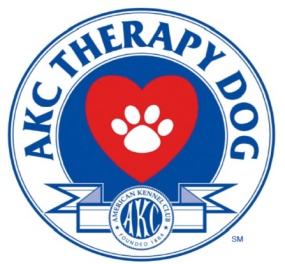 AKC THERAPY DOG
AMERICAN KENNEL CLUB
AKC
FOUNDED 1884
SM